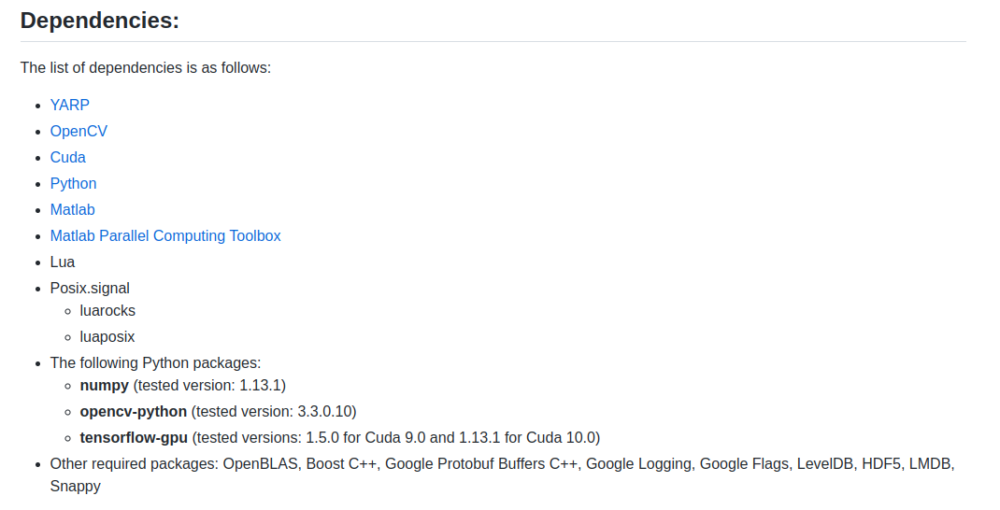 Dependencies:
The list of dependencies is as follows:
YARP
OpenCV
Cuda
Python
Matlab
Matlab Parallel Computing Toolbox
Lua
Posix.signal
luarocks
luaposix
The following Python packages:
numpy (tested version: 1.13.1)
opencv-python (tested version: 3.3.0.10)
tensorflow-gpu (tested versions: 1.5.0 for Cuda 9.0 and 1.13.1 for Cuda 10.0)
Other required packages: OpenBLAS, Boost C++, Google Protobuf Buffers C++, Google Logging, Google Flags, LevelDB, HDF5, LMDB,
Snappy